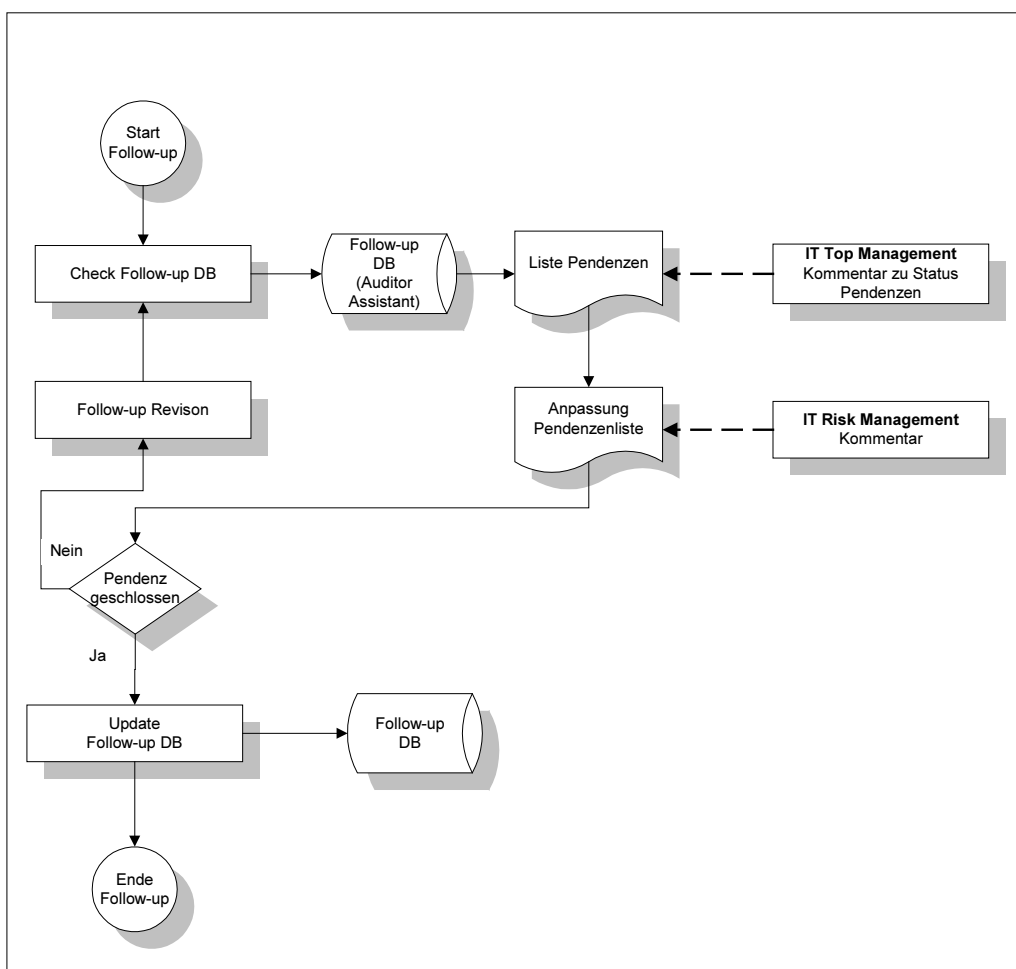 Start
Follow-up
Check Follow-up DB
Follow-up
DB
(Auditor
Assistant)
Liste Pendenzen
IT Top Management
Kommentar zu Status
Pendenzen
Follow-up Revison
Anpassung
Pendenzenliste
IT Risk Management
Kommentar
Nein
Pendenz
geschlossen
Ja
Update
Follow-up DB
Follow-up
DB
Ende
Follow-up